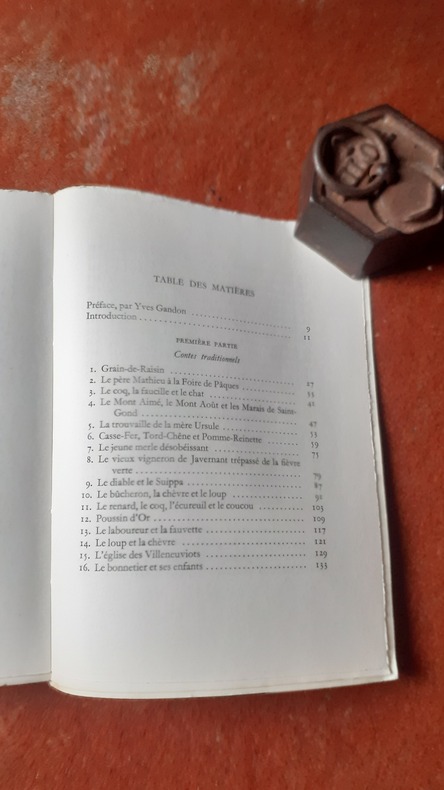 TABLE DES MATIÈRES
Préface, par Yves Gandon ........ 9
Introduction ........ 11
PREMIÈRE PARTIE
Contes traditionnels
1. Grain-de-Raisin ........ 17
2. Le père Mathieu à la Foire de Pâques ........ 33
3. Le coq, la faucille et le chat ........
4. Le Mont Aimé, le Mont Août et les Marais de Saint-
Gond ........ 47
5. La trouvaille de la mère Ursule ........ 55
6. Casse-Fer, Tord-Chêne et Pomme-Reinette ........ 59
7. Le jeune merle désobéissant ........ 75
8. Le vieux vigneron de Javernant trépassé de la fièvre
verte ........ 79
9. Le diable et le Suippa ........ 87
10. Le bûcheron, la chèvre et le loup ........
11. Le renard, le coq, l'écureuil et le coucou ........ 105
12. Poussin d'Or ........ 109
13. Le laboureur et la fauvette ........ 117
14. Le loup et la chèvre ........ 121
15. L'église des Villeneuviots ........ 129
16. Le bonnetier et ses enfants ........ 133